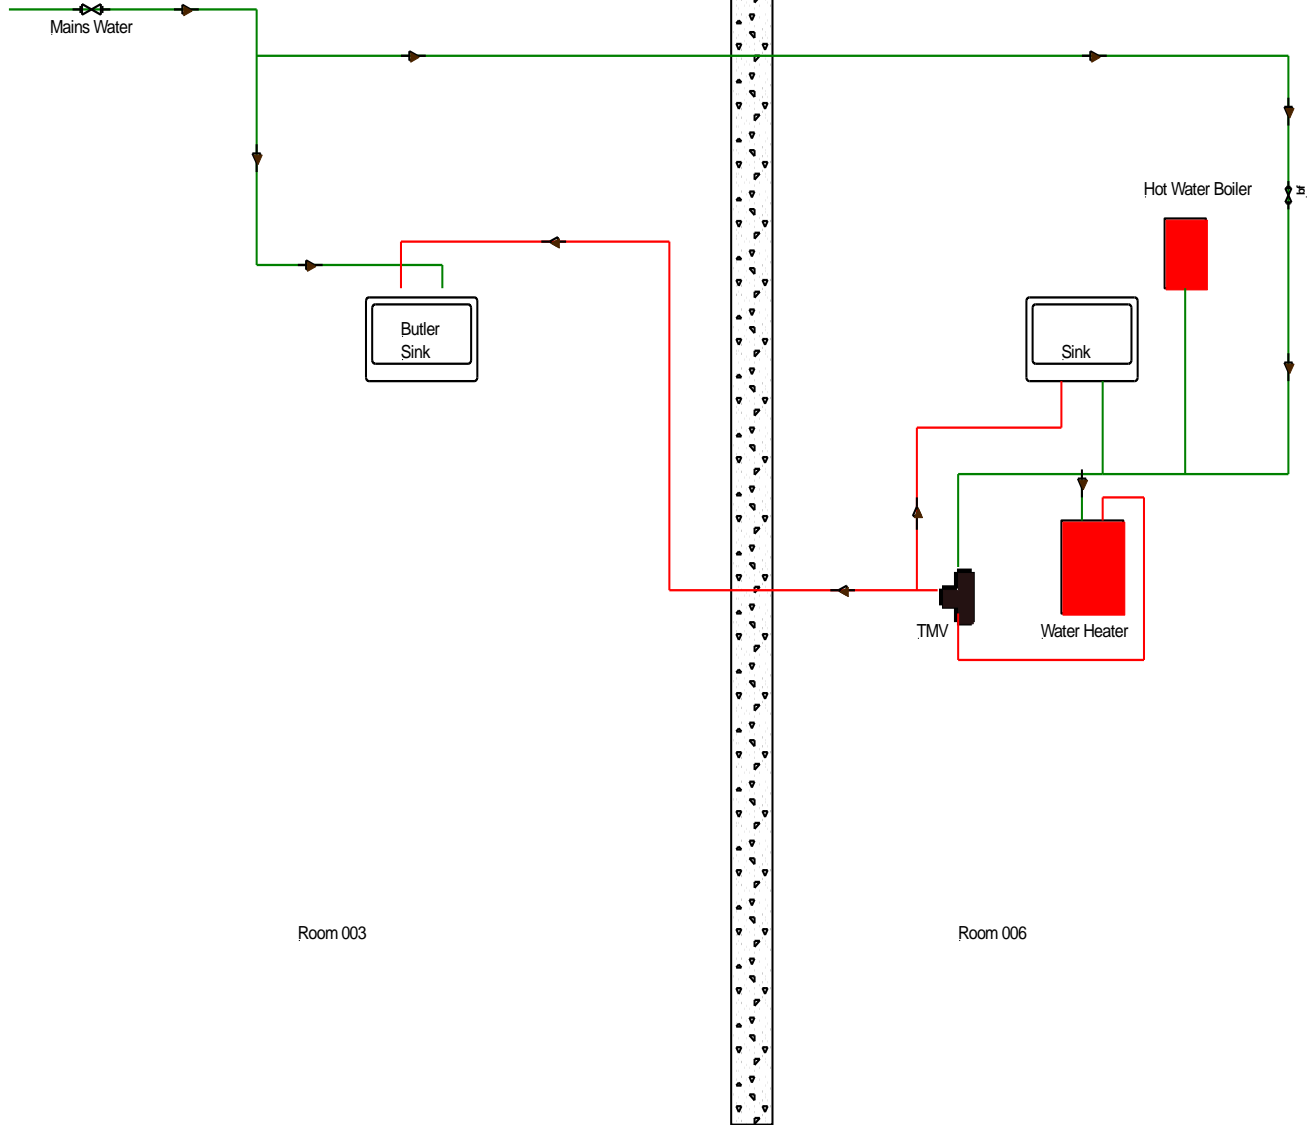 Mains Water
Hot Water Boiler
Butler
Sink
Sink
TMV
Water Heater
Room 003
Room 006